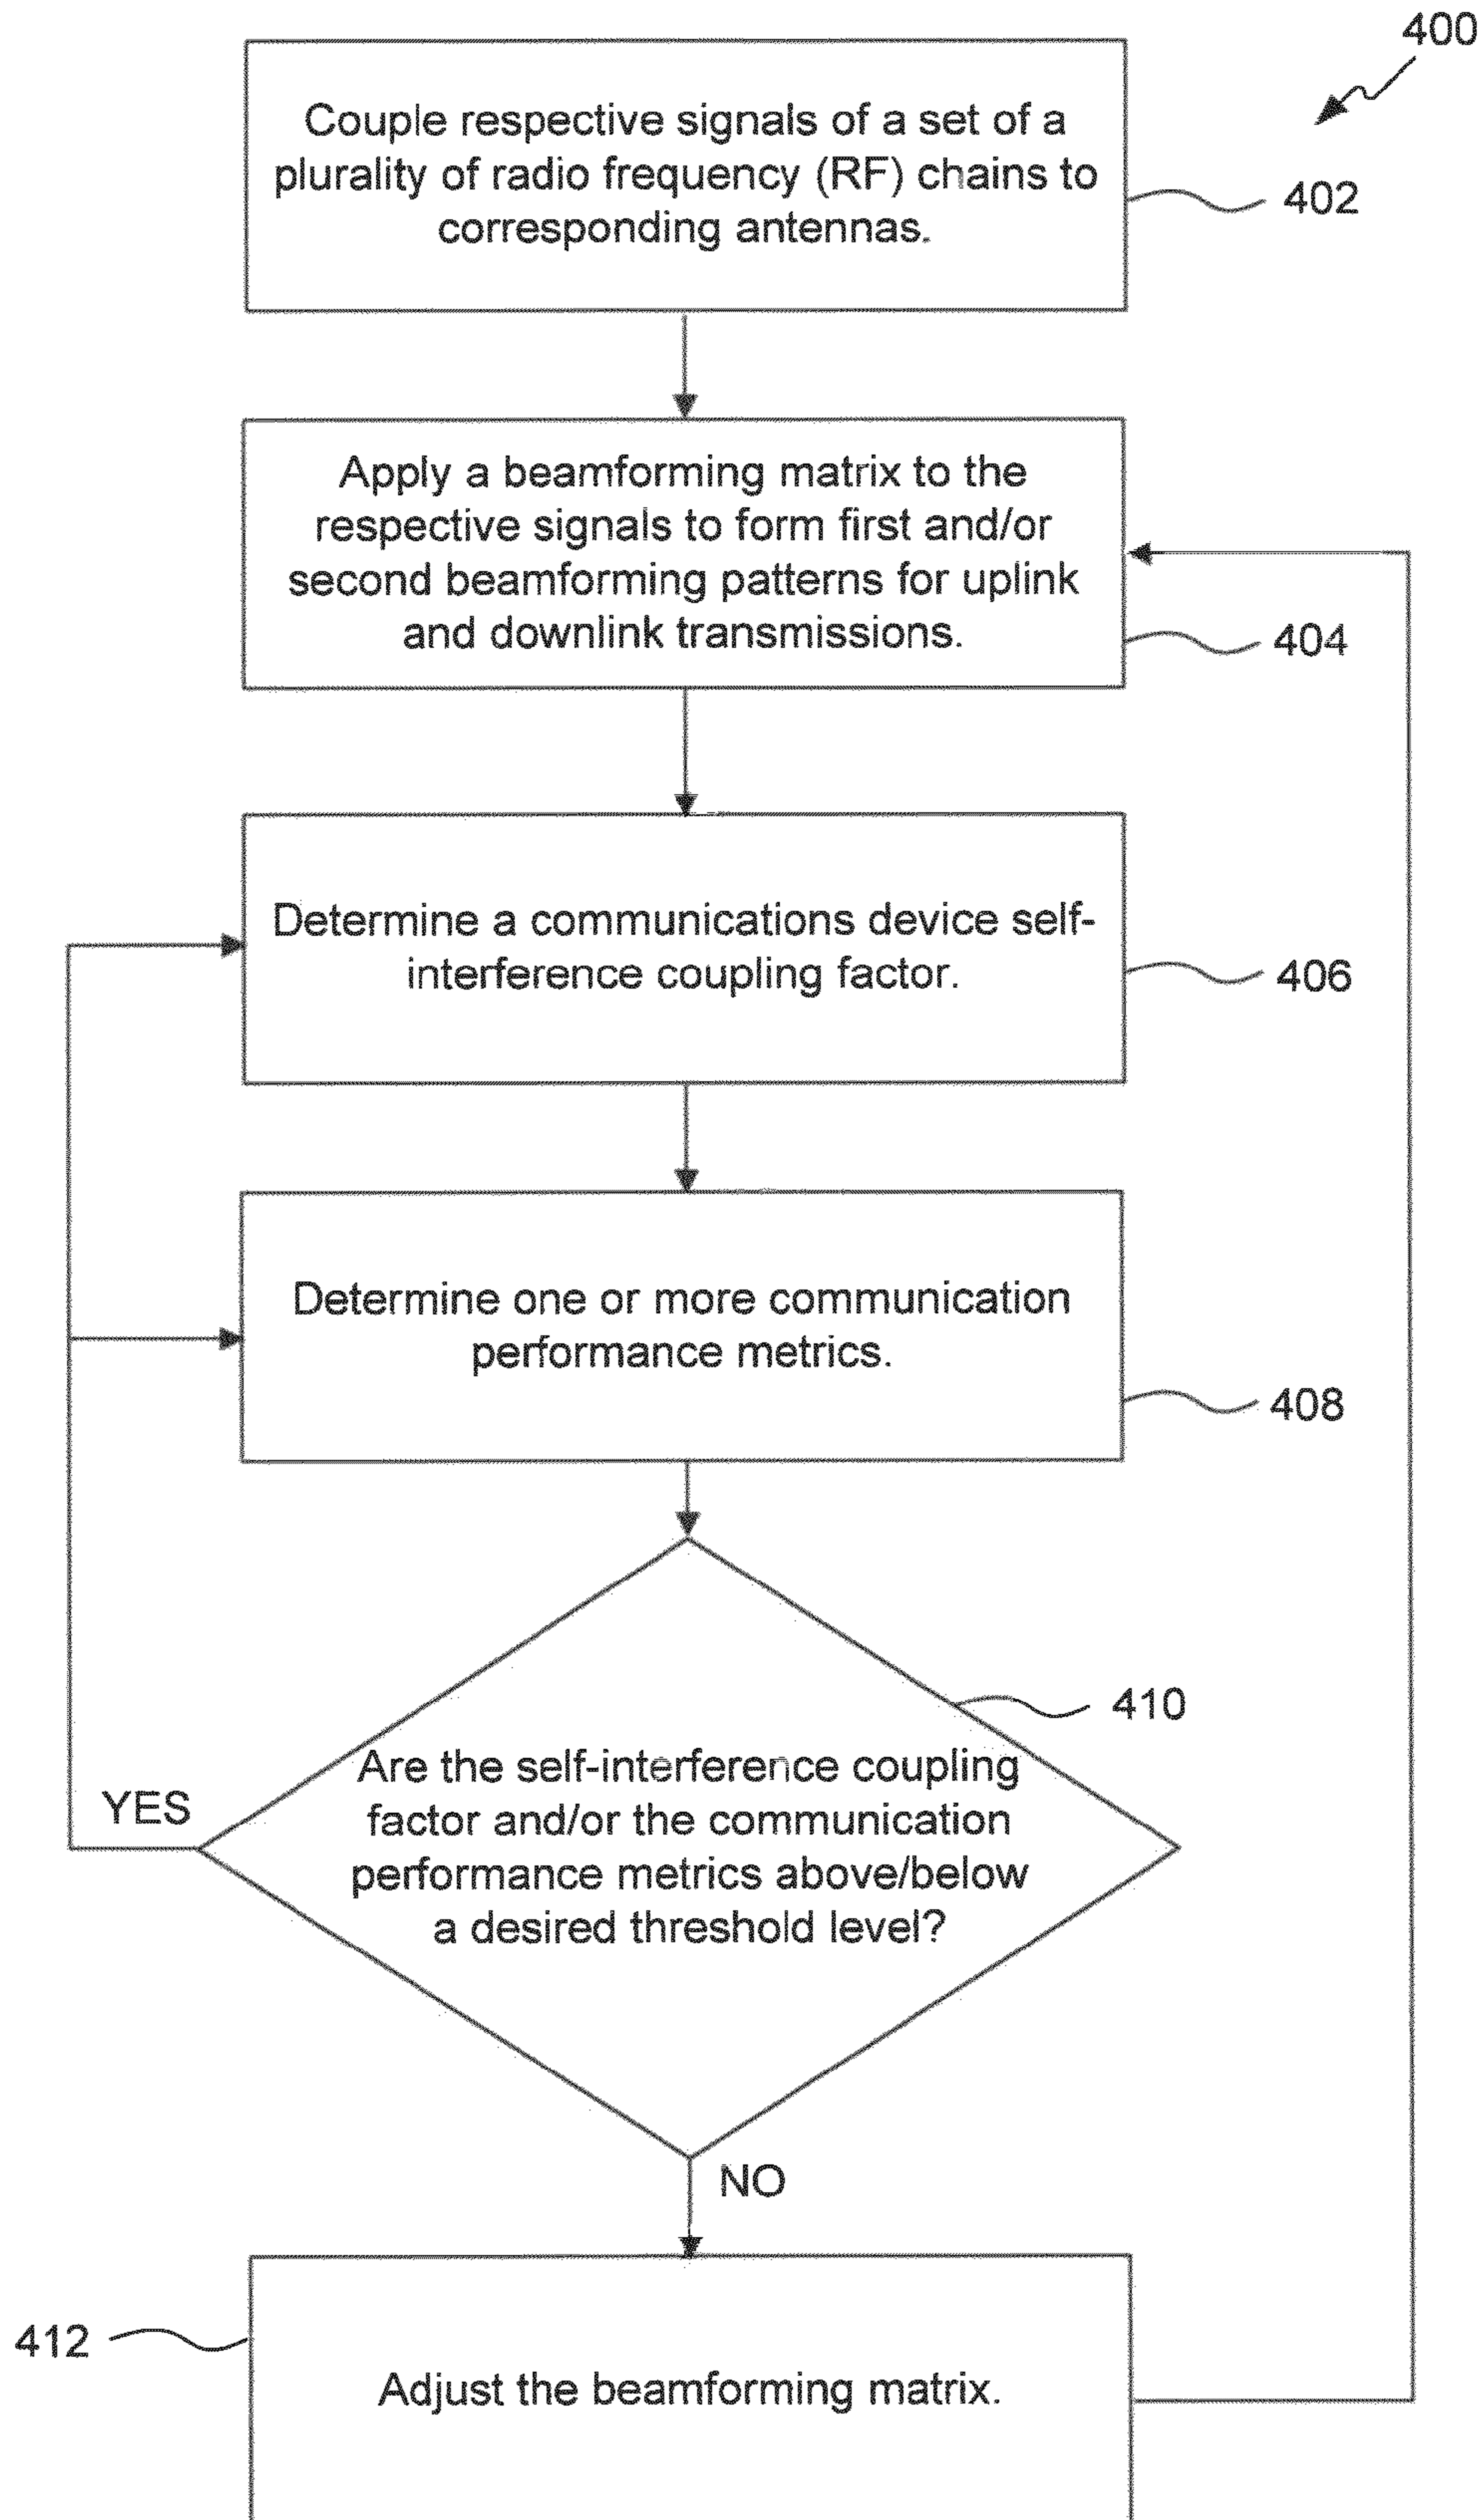 400
Couple respective signals of a set of a
plurality of radio frequency (RF) chains to
corresponding antennas.
402
Apply a beamforming matrix to the
respective signals to form first and/or
second beamforming patterns for uplink
and downlink transmissions.
404
Determine a communications device self-
interference coupling factor.
406
Determine one or more communication
performance metrics.
408
410
Are the self-interference coupling
factor and/or the communication
performance metrics above/below
a desired threshold level?
YES
NO
412
Adjust the beamforming matrix.